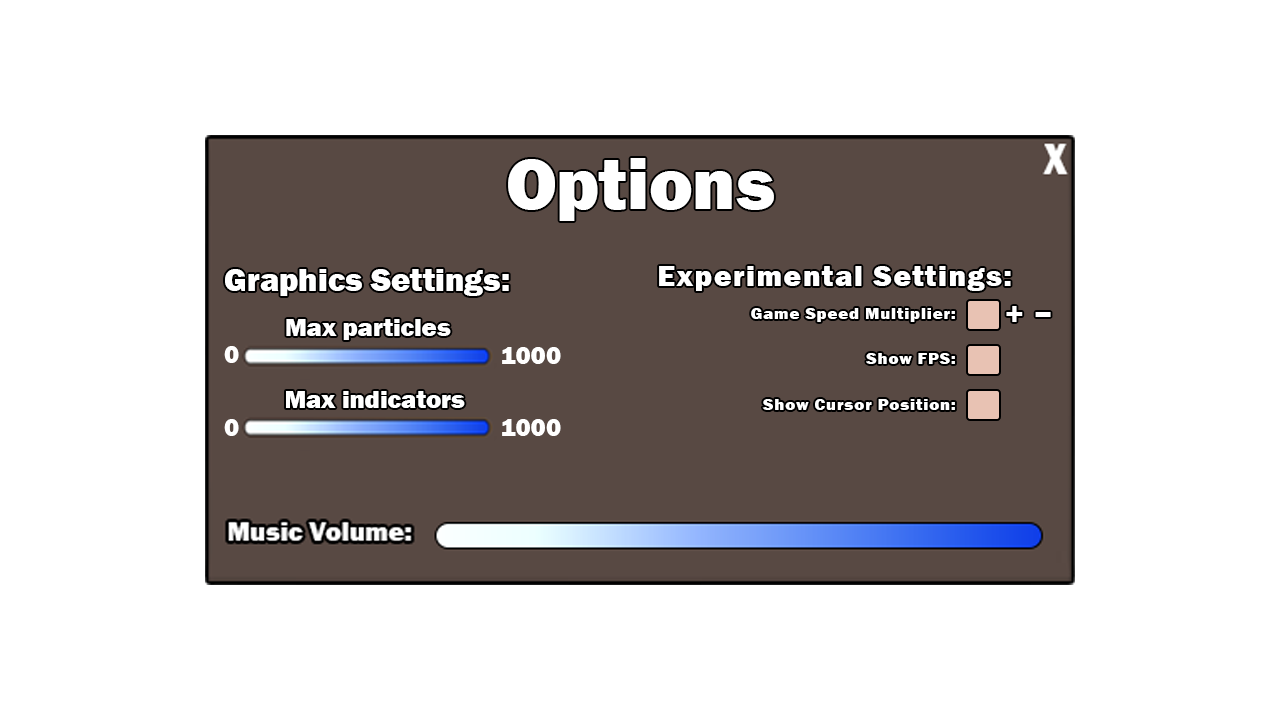 X
Options
Graphics Settings:
Max particles
0 1000
Max indicators
0 1000
Experimental Settings:
Game Speed Multiplier: + −
Show FPS:
Show Cursor Position:
Music Volume: